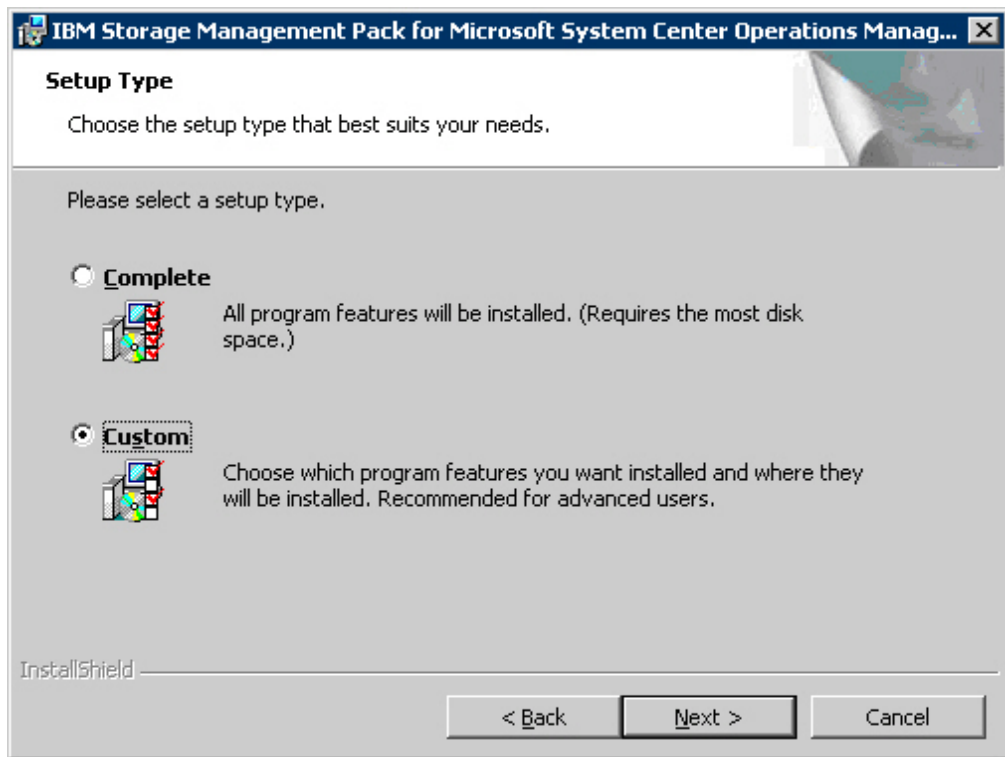 IBM Storage Management Pack for Microsoft System Center Operations Manag...
Setup Type
Choose the setup type that best suits your needs.
Please select a setup type.
Complete
All program features will be installed. (Requires the most disk
space.)
Custom
Choose which program features you want installed and where they
will be installed. Recommended for advanced users.
InstallShield
< Back Next > Cancel